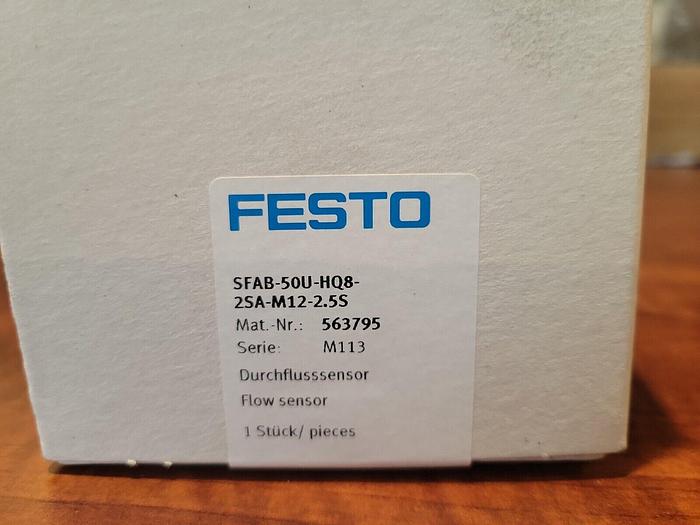 FESTO
SFAB-50U-HQ8-
2SA-M12-2.5S
Mat.-Nr.: 563795
Serie: M113
Durchflusssensor
Flow sensor
1 Stück/ pieces